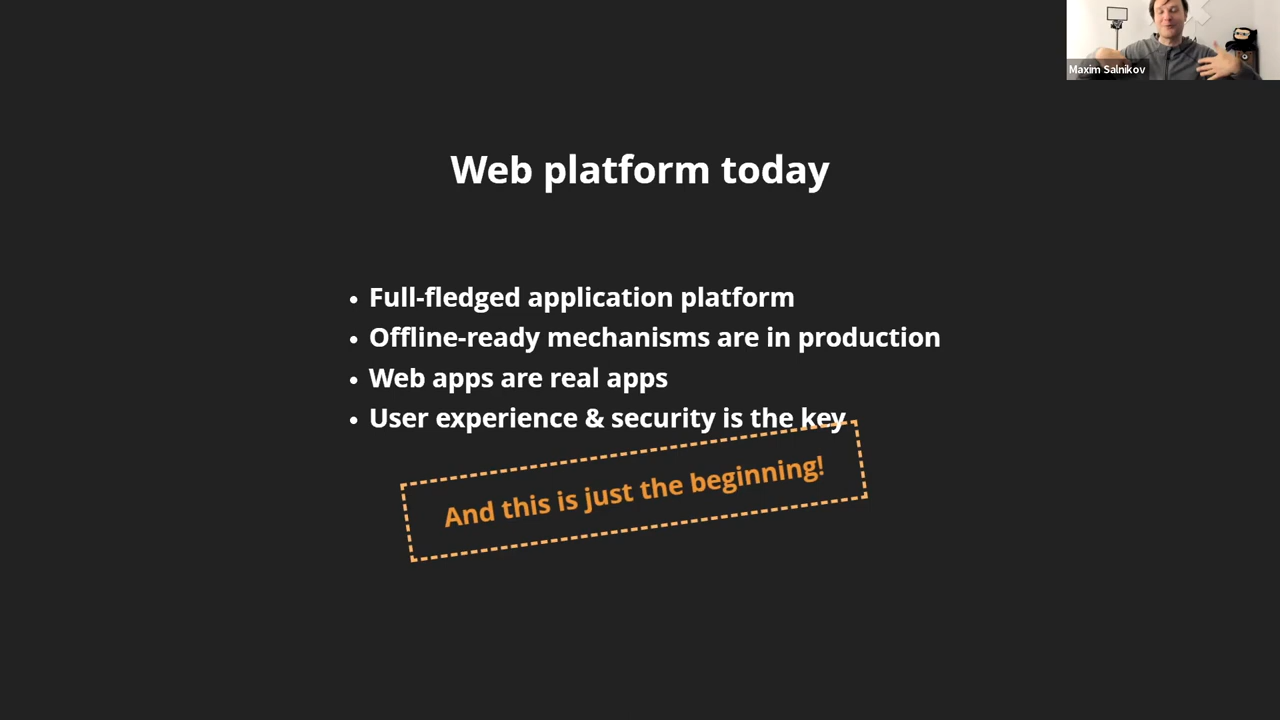 Maxim Salnikov
Web platform today
• Full-fledged application platform
• Offline-ready mechanisms are in production
• Web apps are real apps
• User experience & security is the key
And this is just the beginning!